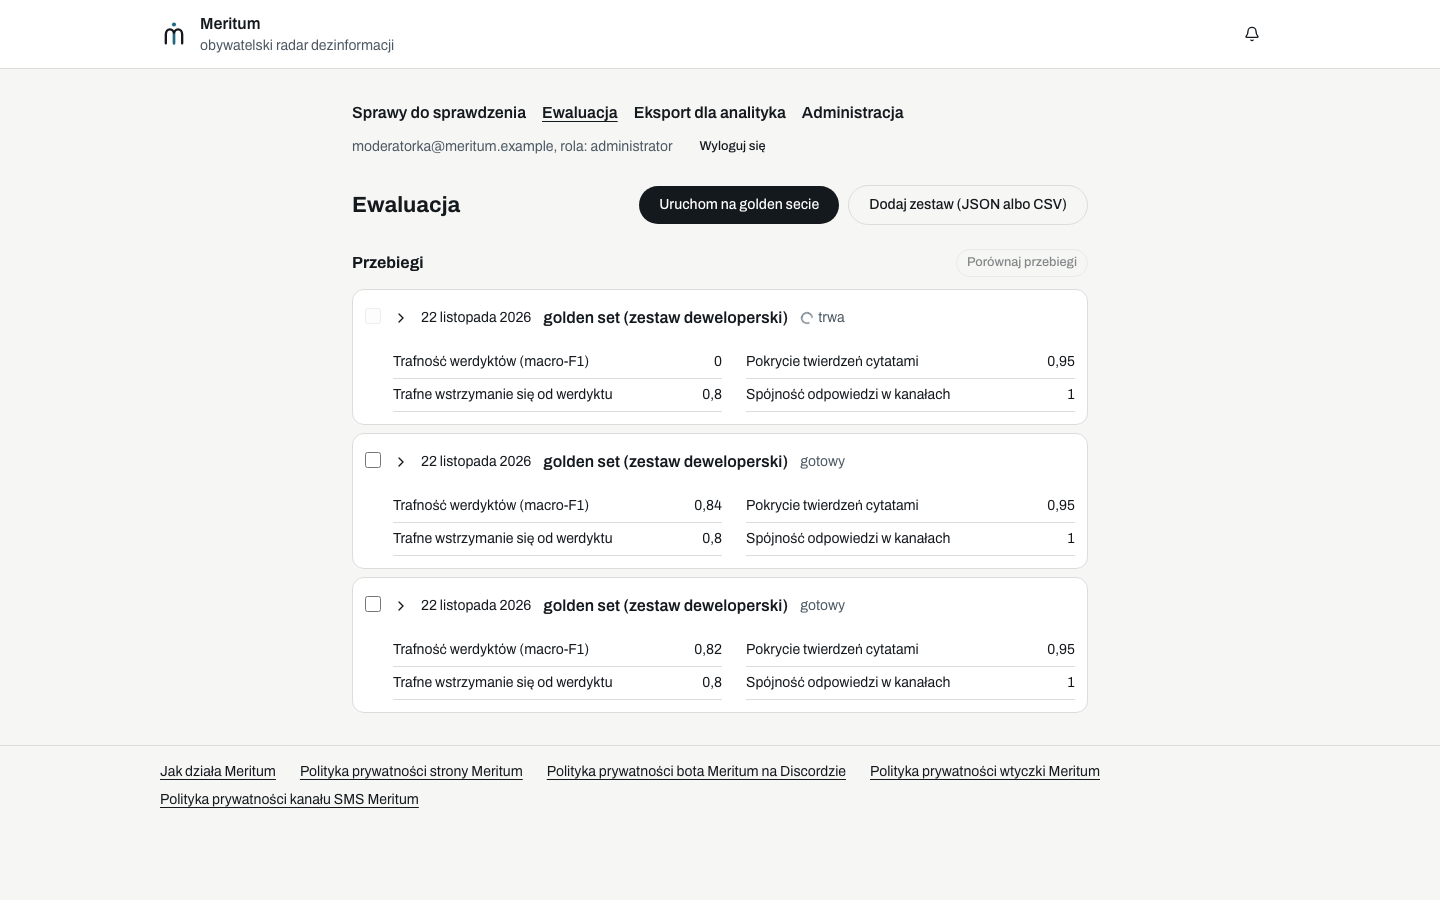 Meritum
obywatelski radar dezinformacji
Sprawy do sprawdzenia Ewaluacja Eksport dla analityka Administracja
moderatorka@meritum.example, rola: administrator Wyloguj się
Ewaluacja Uruchom na golden secie Dodaj zestaw (JSON albo CSV)
Przebiegi Porównaj przebiegi
22 listopada 2026 golden set (zestaw deweloperski) trwa
Trafność werdyktów (macro-F1) 0 Pokrycie twierdzeń cytatami 0,95
Trafne wstrzymanie się od werdyktu 0,8 Spójność odpowiedzi w kanałach 1
22 listopada 2026 golden set (zestaw deweloperski) gotowy
Trafność werdyktów (macro-F1) 0,84 Pokrycie twierdzeń cytatami 0,95
Trafne wstrzymanie się od werdyktu 0,8 Spójność odpowiedzi w kanałach 1
22 listopada 2026 golden set (zestaw deweloperski) gotowy
Trafność werdyktów (macro-F1) 0,82 Pokrycie twierdzeń cytatami 0,95
Trafne wstrzymanie się od werdyktu 0,8 Spójność odpowiedzi w kanałach 1
Jak działa Meritum Polityka prywatności strony Meritum Polityka prywatności bota Meritum na Discordzie Polityka prywatności wtyczki Meritum
Polityka prywatności kanału SMS Meritum